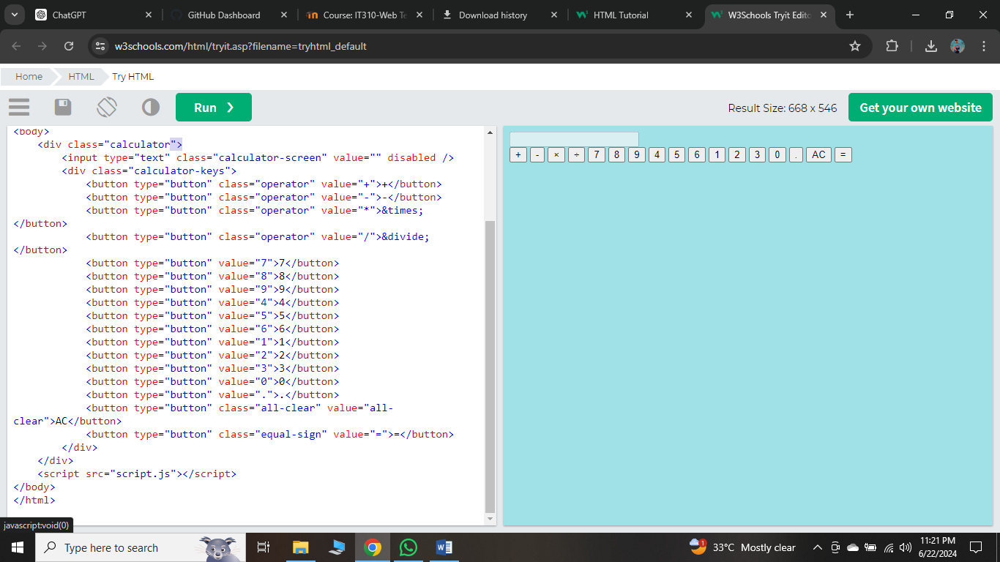 ChatGPT
GitHub Dashboard
Course: IT310-Web Te
Download history
HTML Tutorial
W3Schools Tryit Edito
w3schools.com/html/tryit.asp?filename=tryhtml_default
Home
HTML
Try HTML
Run ❯
Result Size: 668 x 546
Get your own website
<body>
    <div class="calculator">
        <input type="text" class="calculator-screen" value="" disabled />
        <div class="calculator-keys">
            <button type="button" class="operator" value="+">+</button>
            <button type="button" class="operator" value="-">-</button>
            <button type="button" class="operator" value="*">&times;
</button>
            <button type="button" class="operator" value="/">&divide;
</button>
            <button type="button" value="7">7</button>
            <button type="button" value="8">8</button>
            <button type="button" value="9">9</button>
            <button type="button" value="4">4</button>
            <button type="button" value="5">5</button>
            <button type="button" value="6">6</button>
            <button type="button" value="1">1</button>
            <button type="button" value="2">2</button>
            <button type="button" value="3">3</button>
            <button type="button" value="0">0</button>
            <button type="button" value=".">.</button>
            <button type="button" class="all-clear" value="all-
clear">AC</button>
            <button type="button" class="equal-sign" value="=">=</button>
        </div>
    </div>
    <script src="script.js"></script>
</body>
</html>
+ - × ÷ 7 8 9 4 5 6 1 2 3 0 . AC =
javascript:void(0)
Type here to search
1
33°C Mostly clear
11:21 PM
6/22/2024